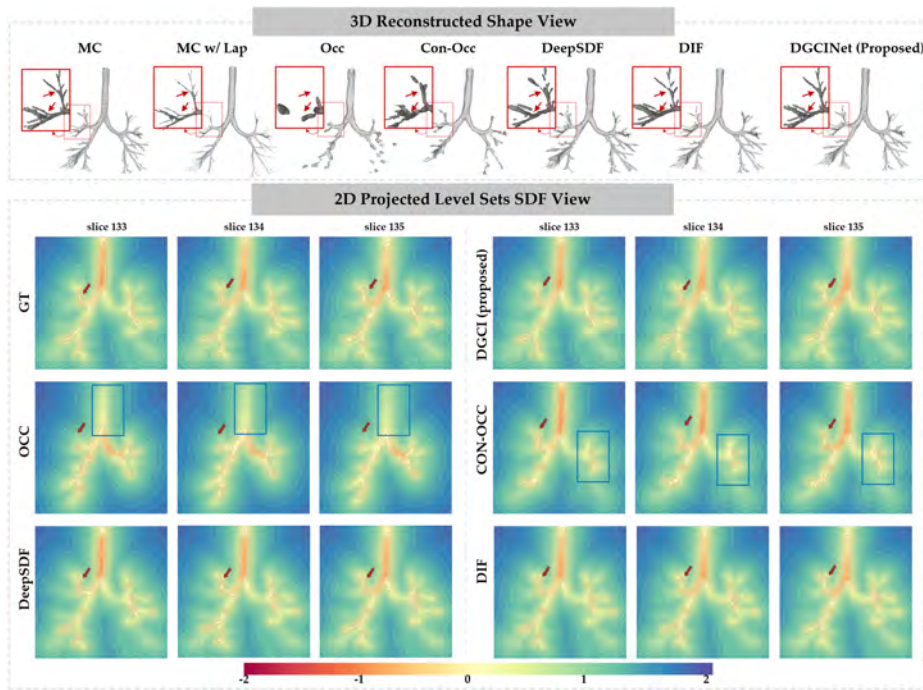 3D Reconstructed Shape View
MC
MC w/ Lap
Occ
Con-Occ
DeepSDF
DIF
DGCINet (Proposed)
2D Projected Level Sets SDF View
slice 133
slice 134
slice 135
slice 133
slice 134
slice 135
GT
DGCI (proposed)
OCC
CON-OCC
DeepSDF
DIF
-2
-1
0
1
2